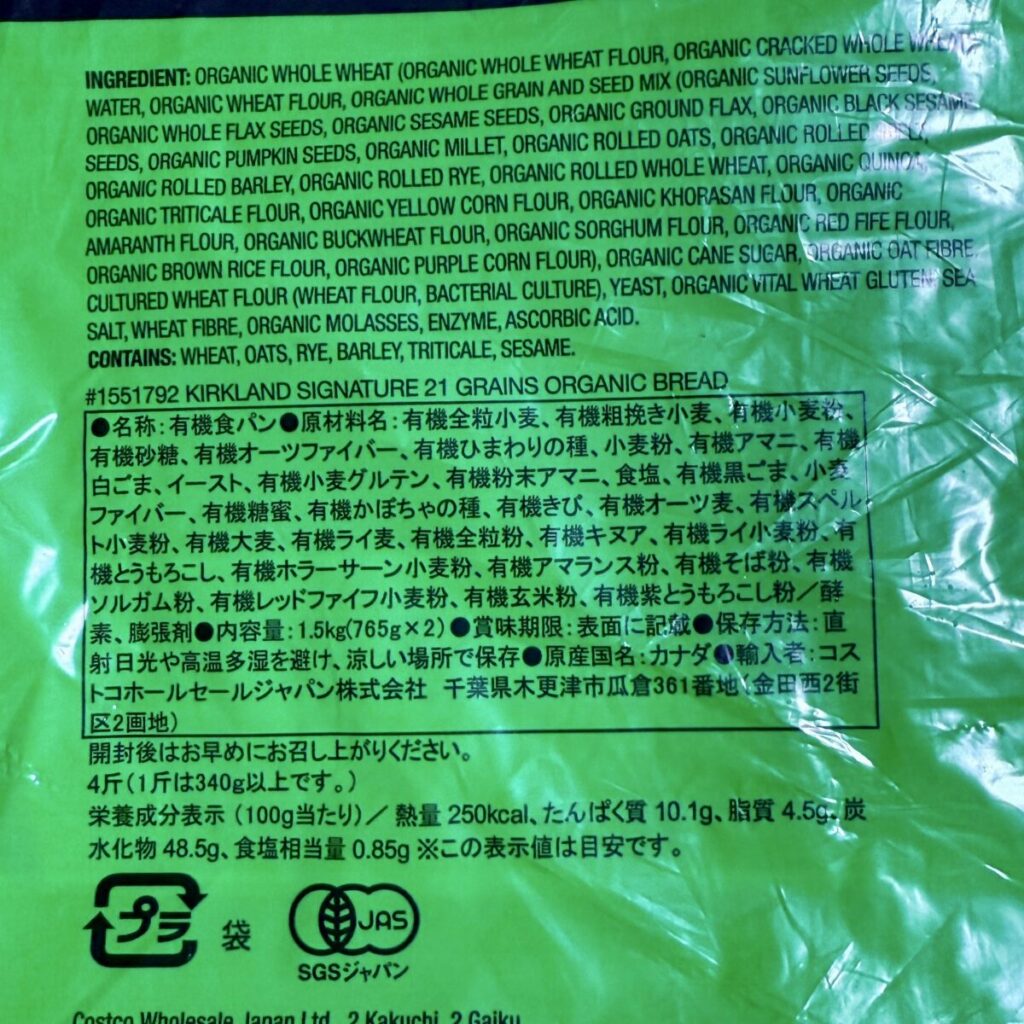 INGREDIENT: ORGANIC WHOLE WHEAT (ORGANIC WHOLE WHEAT FLOUR, ORGANIC CRACKED WHOLE WHEAT,
WATER, ORGANIC WHEAT FLOUR, ORGANIC WHOLE GRAIN AND SEED MIX (ORGANIC SUNFLOWER SEEDS,
ORGANIC WHOLE FLAX SEEDS, ORGANIC SESAME SEEDS, ORGANIC GROUND FLAX, ORGANIC BLACK SESAME
SEEDS, ORGANIC PUMPKIN SEEDS, ORGANIC MILLET, ORGANIC ROLLED OATS, ORGANIC ROLLED
ORGANIC ROLLED BARLEY, ORGANIC ROLLED RYE, ORGANIC ROLLED WHOLE WHEAT, ORGANIC QUINOA,
ORGANIC TRITICALE FLOUR, ORGANIC YELLOW CORN FLOUR, ORGANIC KHORASAN FLOUR, ORGANIC
AMARANTH FLOUR, ORGANIC BUCKWHEAT FLOUR, ORGANIC SORGHUM FLOUR, ORGANIC RED FIFE FLOUR,
ORGANIC BROWN RICE FLOUR, ORGANIC PURPLE CORN FLOUR), ORGANIC CANE SUGAR, ORGANIC OAT FIBRE,
CULTURED WHEAT FLOUR (WHEAT FLOUR, BACTERIAL CULTURE), YEAST, ORGANIC VITAL WHEAT GLUTEN, SEA
SALT, WHEAT FIBRE, ORGANIC MOLASSES, ENZYME, ASCORBIC ACID.
CONTAINS: WHEAT, OATS, RYE, BARLEY, TRITICALE, SESAME.
#1551792 KIRKLAND SIGNATURE 21 GRAINS ORGANIC BREAD
●名称:有機食パン●原材料名:有機全粒小麦、有機粗挽き小麦、有機小麦粉、
有機砂糖、有機オーツファイバー、有機ひまわりの種、小麦粉、有機アマニ、有機
白ごま、イースト、有機小麦グルテン、有機粉末アマニ、食塩、有機黒ごま、小麦
ファイバー、有機糖蜜、有機かぼちゃの種、有機きび、有機オーツ麦、有機スペル
ト小麦粉、有機大麦、有機ライ麦、有機全粒粉、有機キヌア、有機ライ小麦粉、有
機とうもろこし、有機ホラーサーン小麦粉、有機アマランス粉、有機そば粉、有機
ソルガム粉、有機レッドファイフ小麦粉、有機玄米粉、有機紫とうもろこし粉／酵
素、膨張剤●内容量:1.5kg(765g×2)●賞味期限:表面に記載●保存方法:直
射日光や高温多湿を避け、涼しい場所で保存●原産国名:カナダ●輸入者:コス
トコホールセールジャパン株式会社 千葉県木更津市瓜倉361番地(金田西2街
区2画地)
開封後はお早めにお召し上がりください。
4斤(1斤は340g以上です。)
栄養成分表示 (100g当たり)／ 熱量 250kcal、たんぱく質 10.1g、脂質 4.5g、炭
水化物 48.5g、食塩相当量 0.85g ※この表示値は目安です。
プラ 袋 JAS
SGSジャパン
Costco Wholesale Japan Ltd., 2 Kakuchi, 2 Gaiku